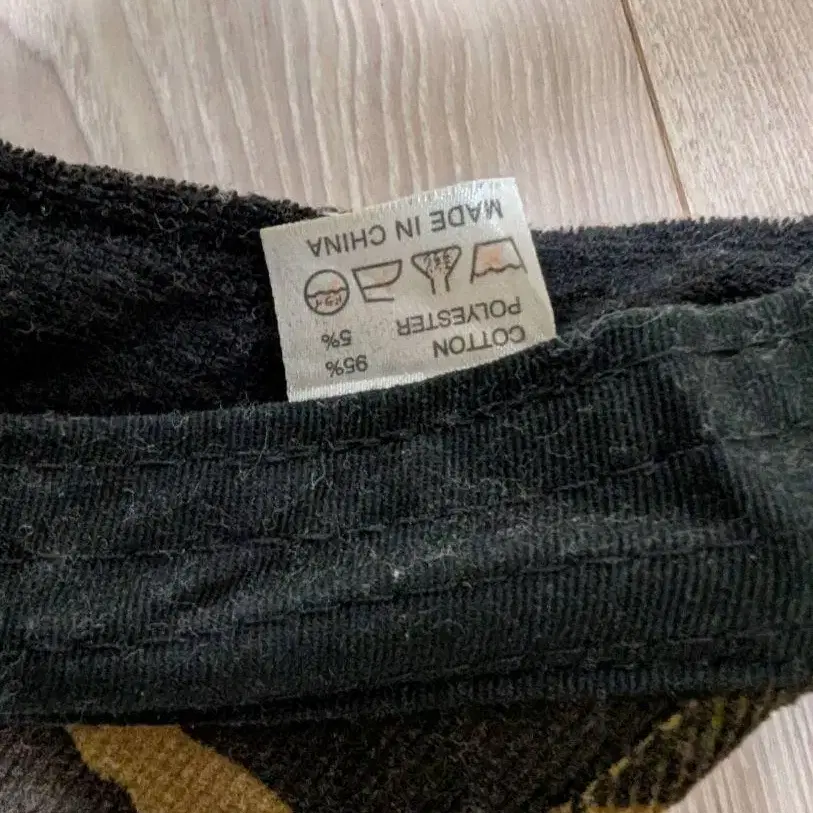 COTTON 95%
POLYESTER 5%
MADE IN CHINA